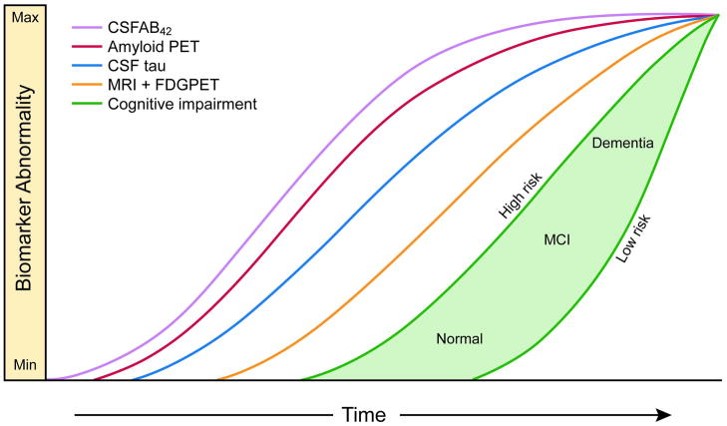 Max
Biomarker Abnormality
Min
CSFAB₄₂
Amyloid PET
CSF tau
MRI + FDGPET
Cognitive impairment
Dementia
High risk
MCI
Low risk
Normal
Time